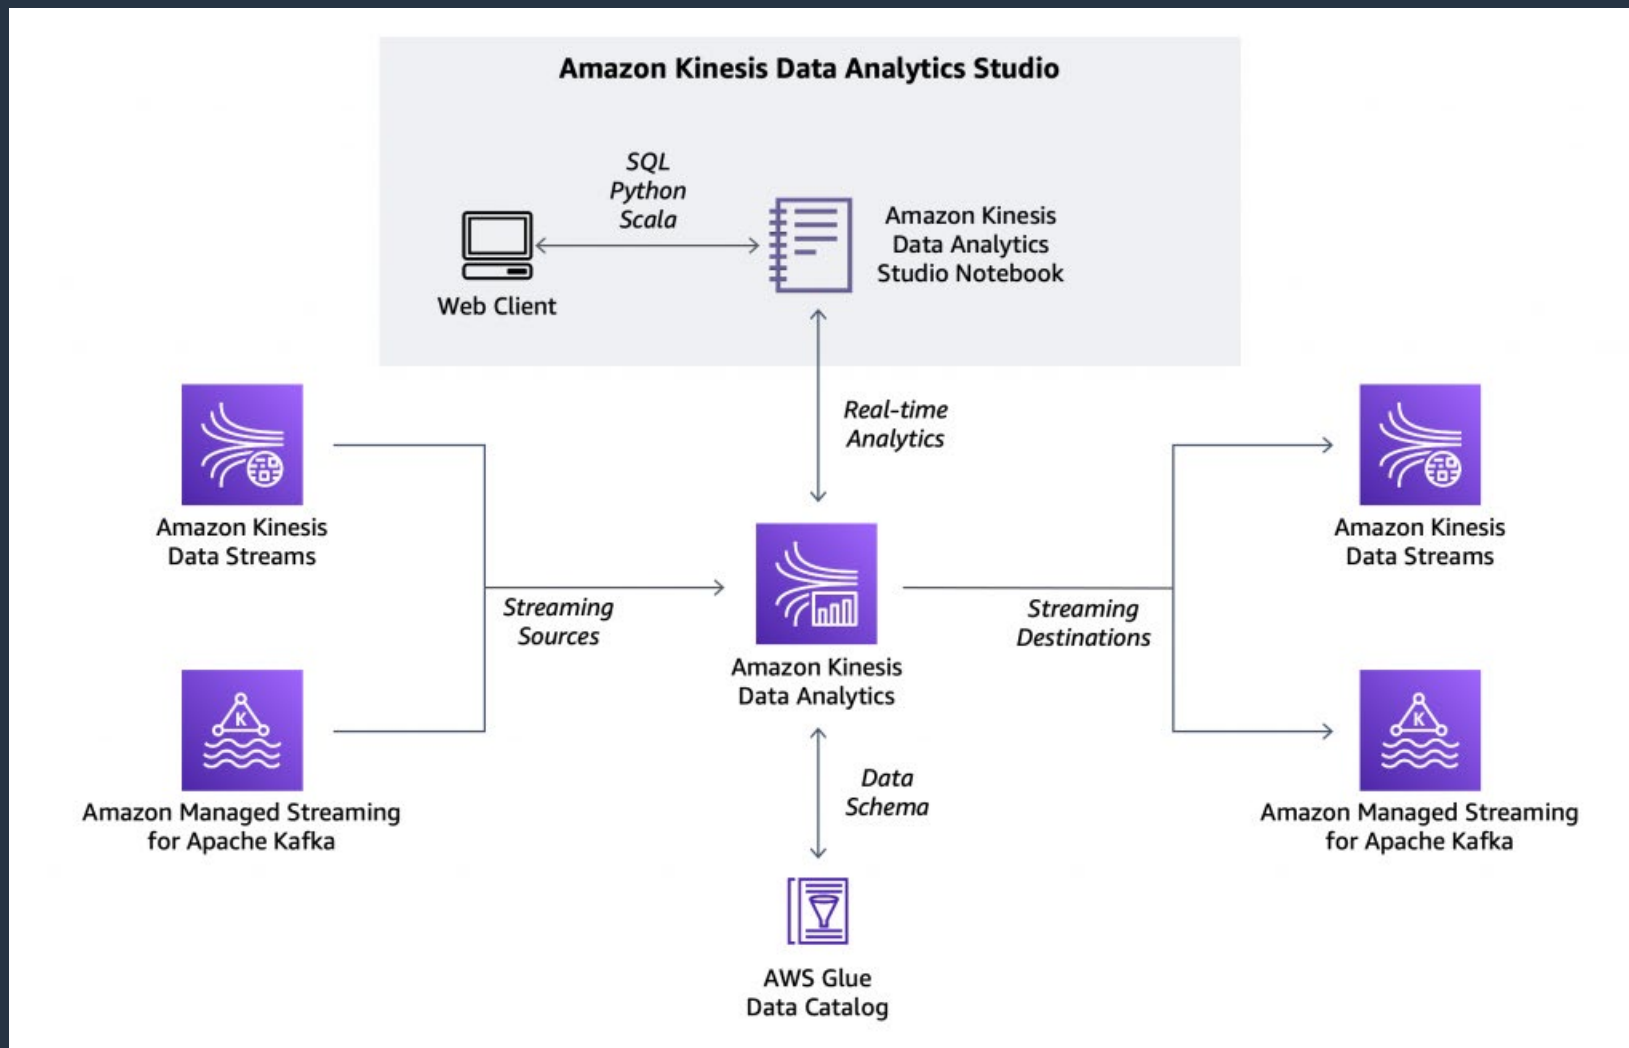 Amazon Kinesis Data Analytics Studio
SQL
Python
Scala
Web Client
Amazon Kinesis
Data Analytics
Studio Notebook
Real-time
Analytics
Amazon Kinesis
Data Streams
Amazon Managed Streaming
for Apache Kafka
Streaming
Sources
Amazon Kinesis
Data Analytics
Streaming
Destinations
Amazon Kinesis
Data Streams
K
Amazon Managed Streaming
for Apache Kafka
K
Data
Schema
AWS Glue
Data Catalog